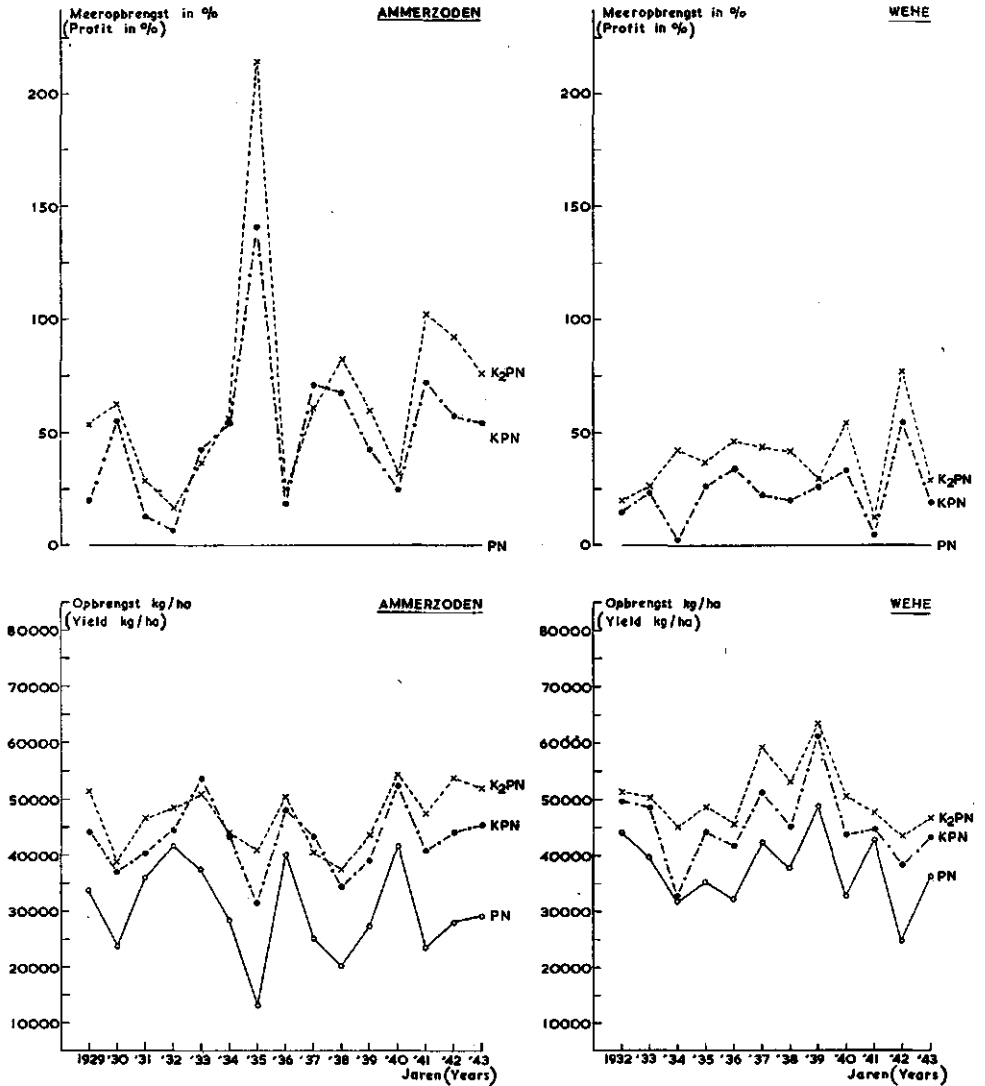 Meeropbrengst in %
(Profit in %)
AMMERZODEN
200
150
100
50
0
K2PN
KPN
PN
Meeropbrengst in %
(Profit in %)
WEHE
200
150
100
50
0
K2PN
KPN
PN
Opbrengst kg/ha
(Yield kg/ha)
AMMERZODEN
80000
70000
60000
50000
40000
30000
20000
10000
K2PN
KPN
PN
1929 '30 '31 '32 '33 '34 '35 '36 '37 '38 '39 '40 '41 '42 '43
Jaren (Years)
Opbrengst kg/ha
(Yield kg/ha)
WEHE
80000
70000
60000
50000
40000
30000
20000
10000
K2PN
KPN
PN
1932 '33 '34 '35 '36 '37 '38 '39 '40 '41 '42 '43
Jaren (Years)